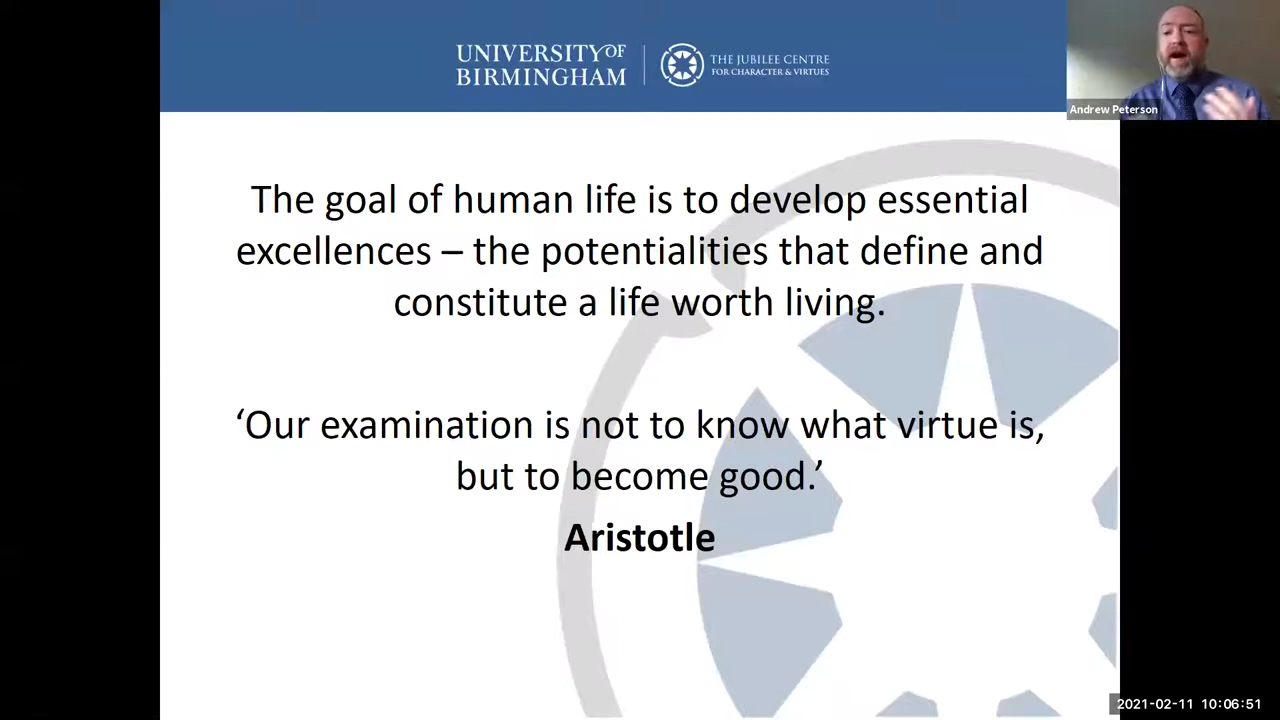 UNIVERSITY OF
BIRMINGHAM
THE JUBILEE CENTRE
FOR CHARACTER & VIRTUES
Andrew Peterson
The goal of human life is to develop essential
excellences – the potentialities that define and
constitute a life worth living.
‘Our examination is not to know what virtue is,
but to become good.’
Aristotle
2021-02-11 10:06:51